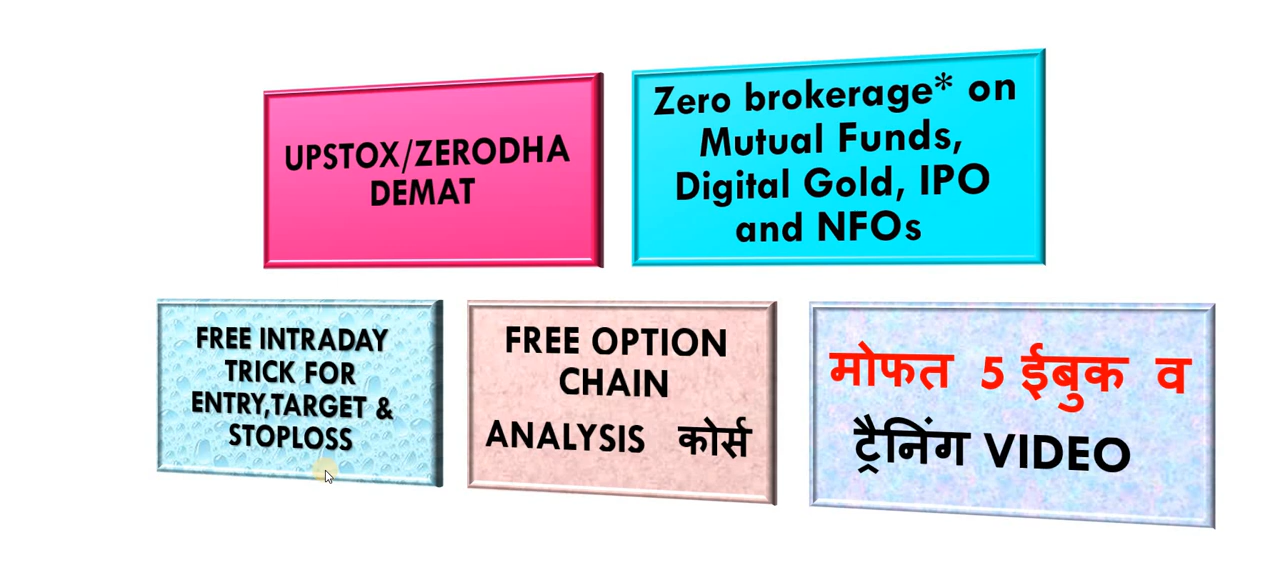 UPSTOX/ZERODHA
DEMAT
Zero brokerage* on
Mutual Funds,
Digital Gold, IPO
and NFOs
FREE INTRADAY
TRICK FOR
ENTRY,TARGET &
STOPLOSS
FREE OPTION
CHAIN
ANALYSIS कोर्स
मोफत 5 ईबुक व
ट्रैनिंग VIDEO